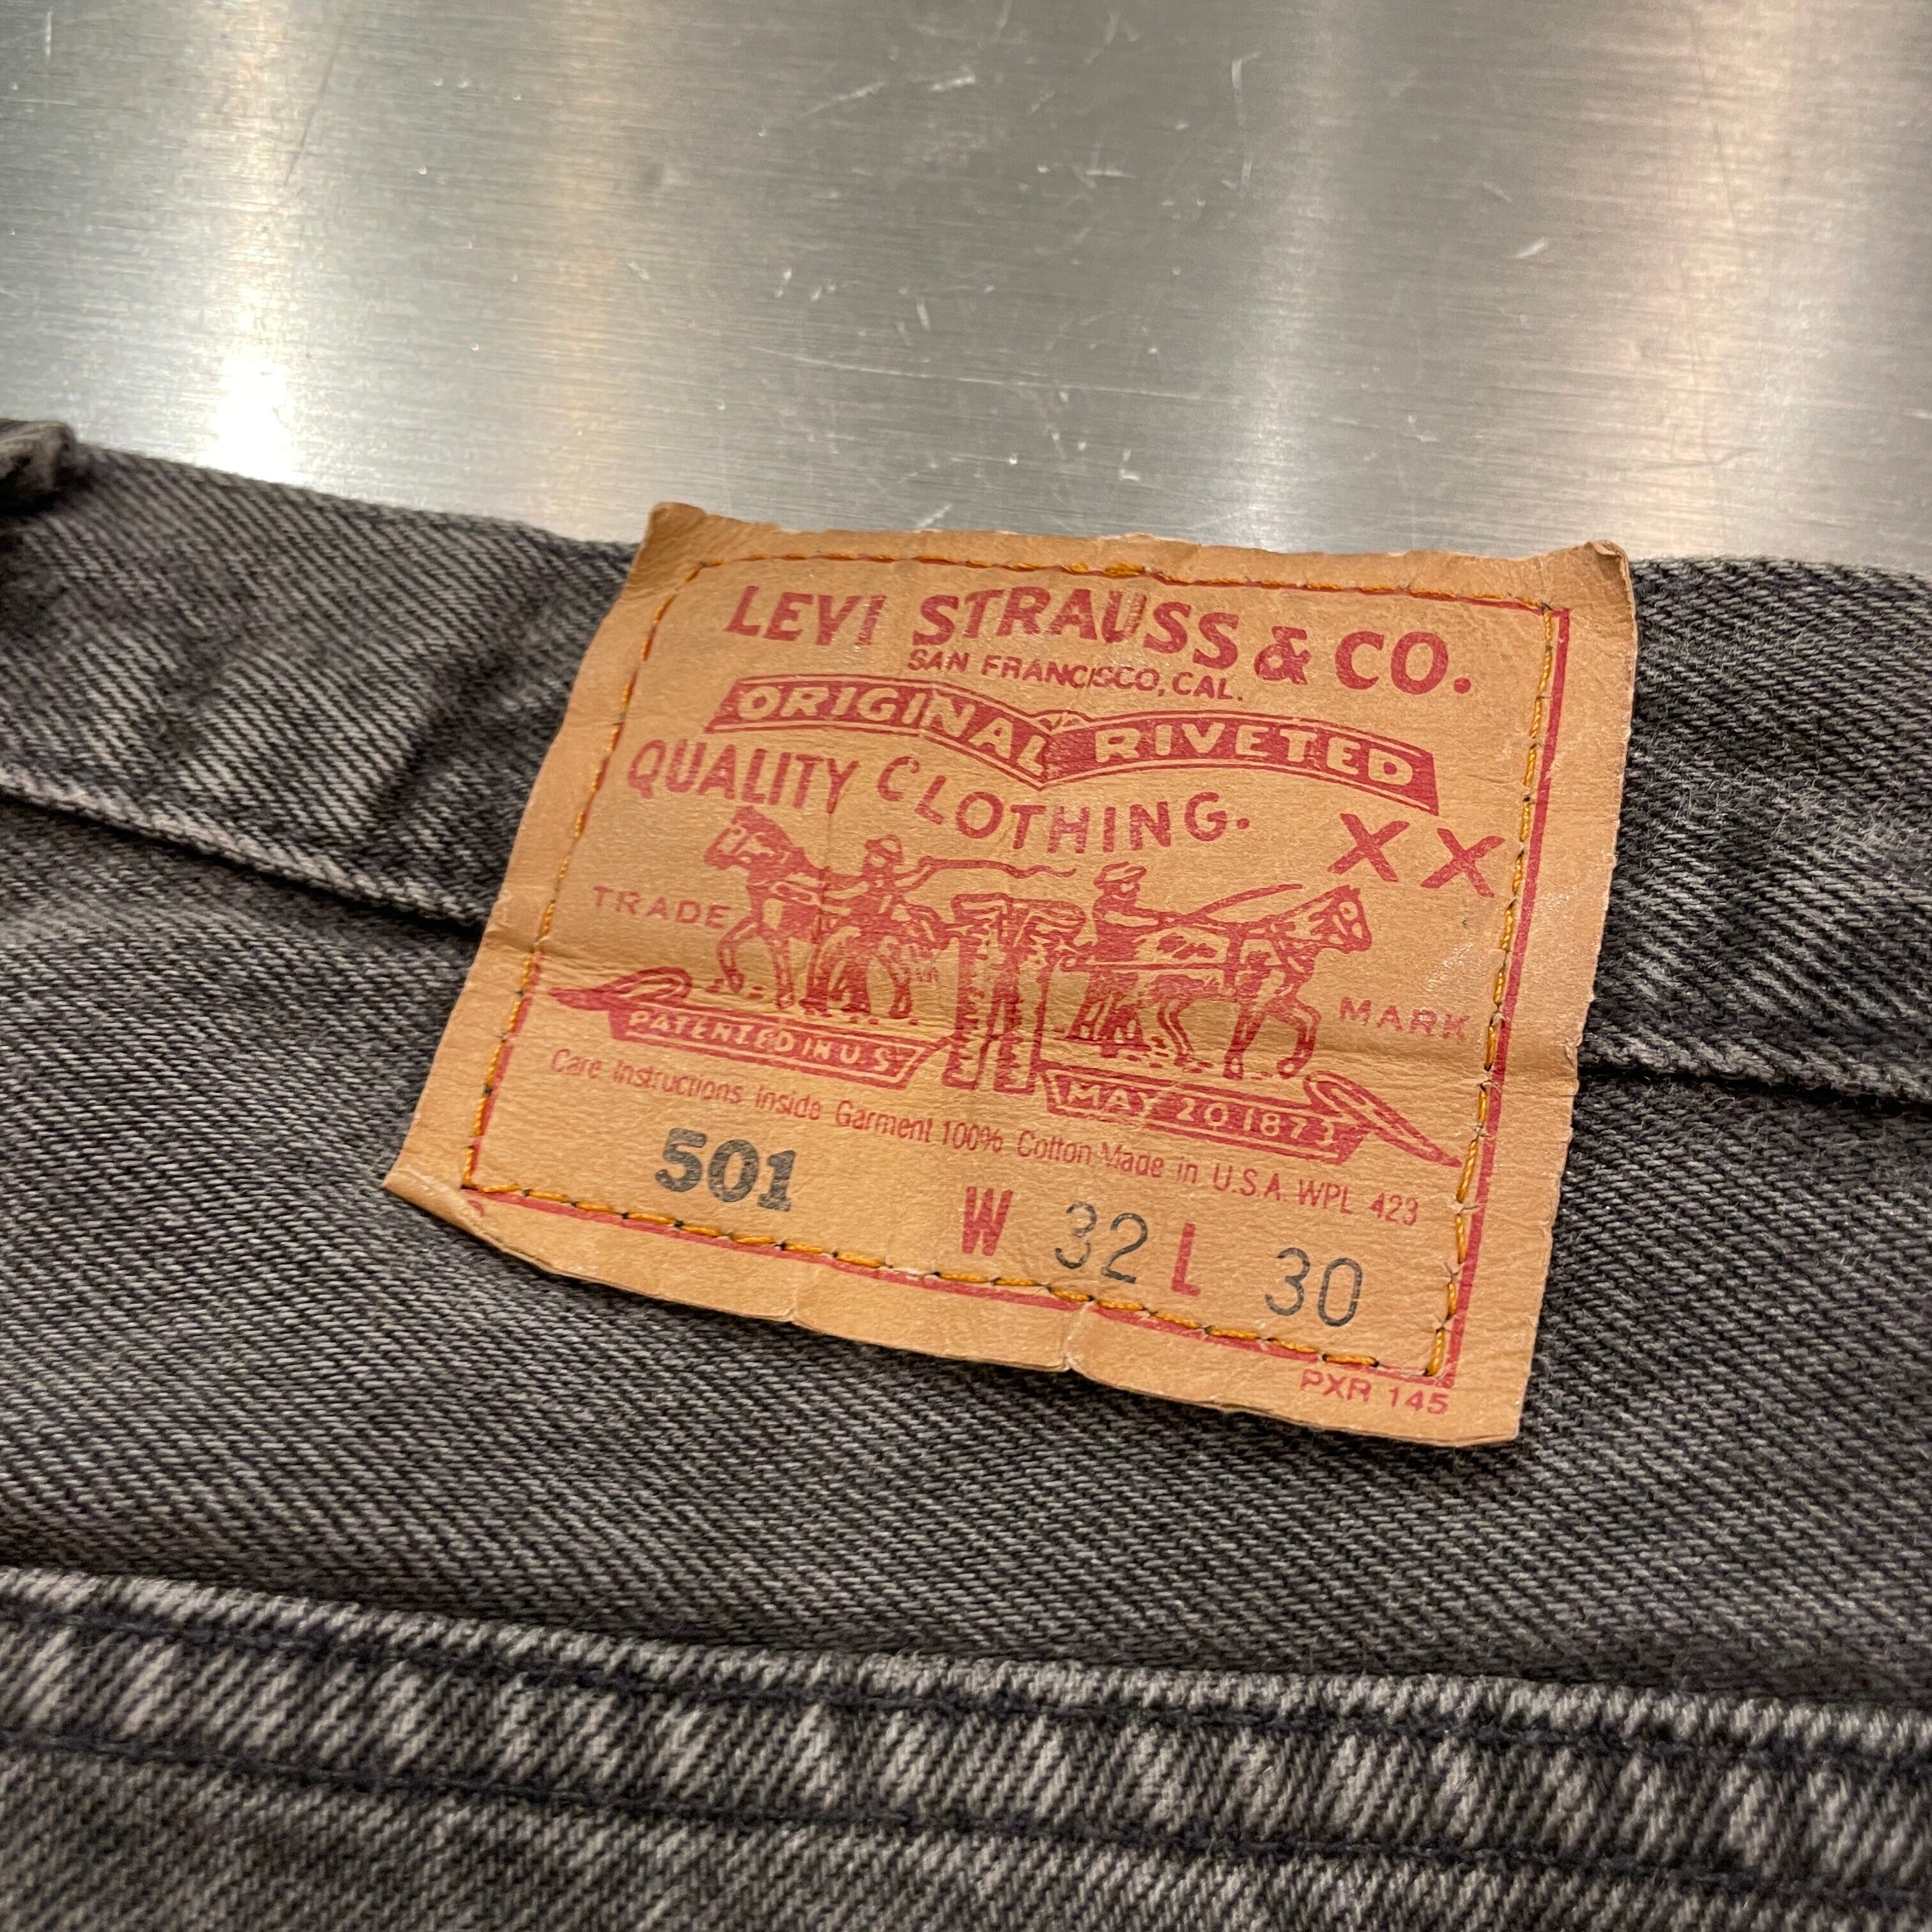 LEVI STRAUSS & CO.
SAN FRANCISCO, CAL.
ORIGINAL RIVETED
QUALITY CLOTHING.
XX
TRADE MARK
PATENTED IN U.S.
MAY 20 1873
Care Instructions Inside Garment 100% Cotton Made in U.S.A. WPL 423
501 W 32 L 30
PXR 145